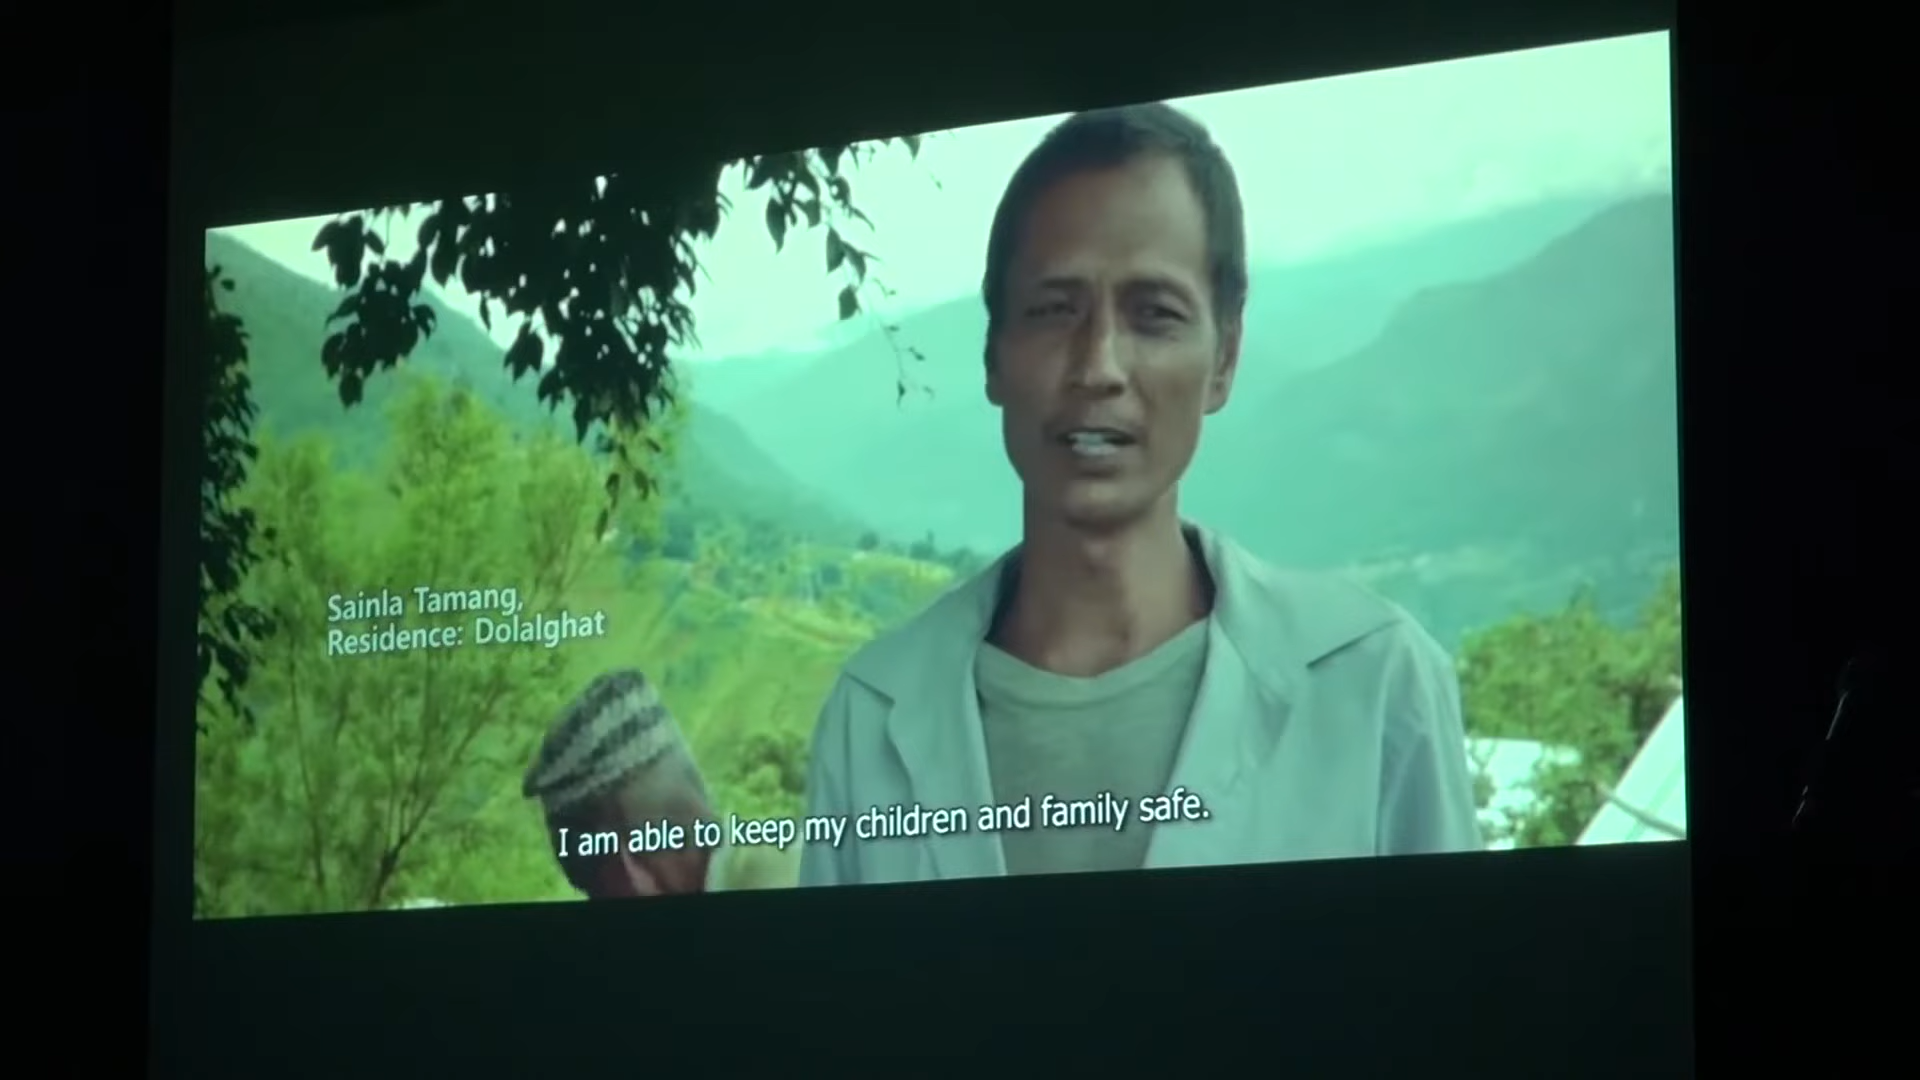 Sainla Tamang,
Residence: Dolalghat
I am able to keep my children and family safe.